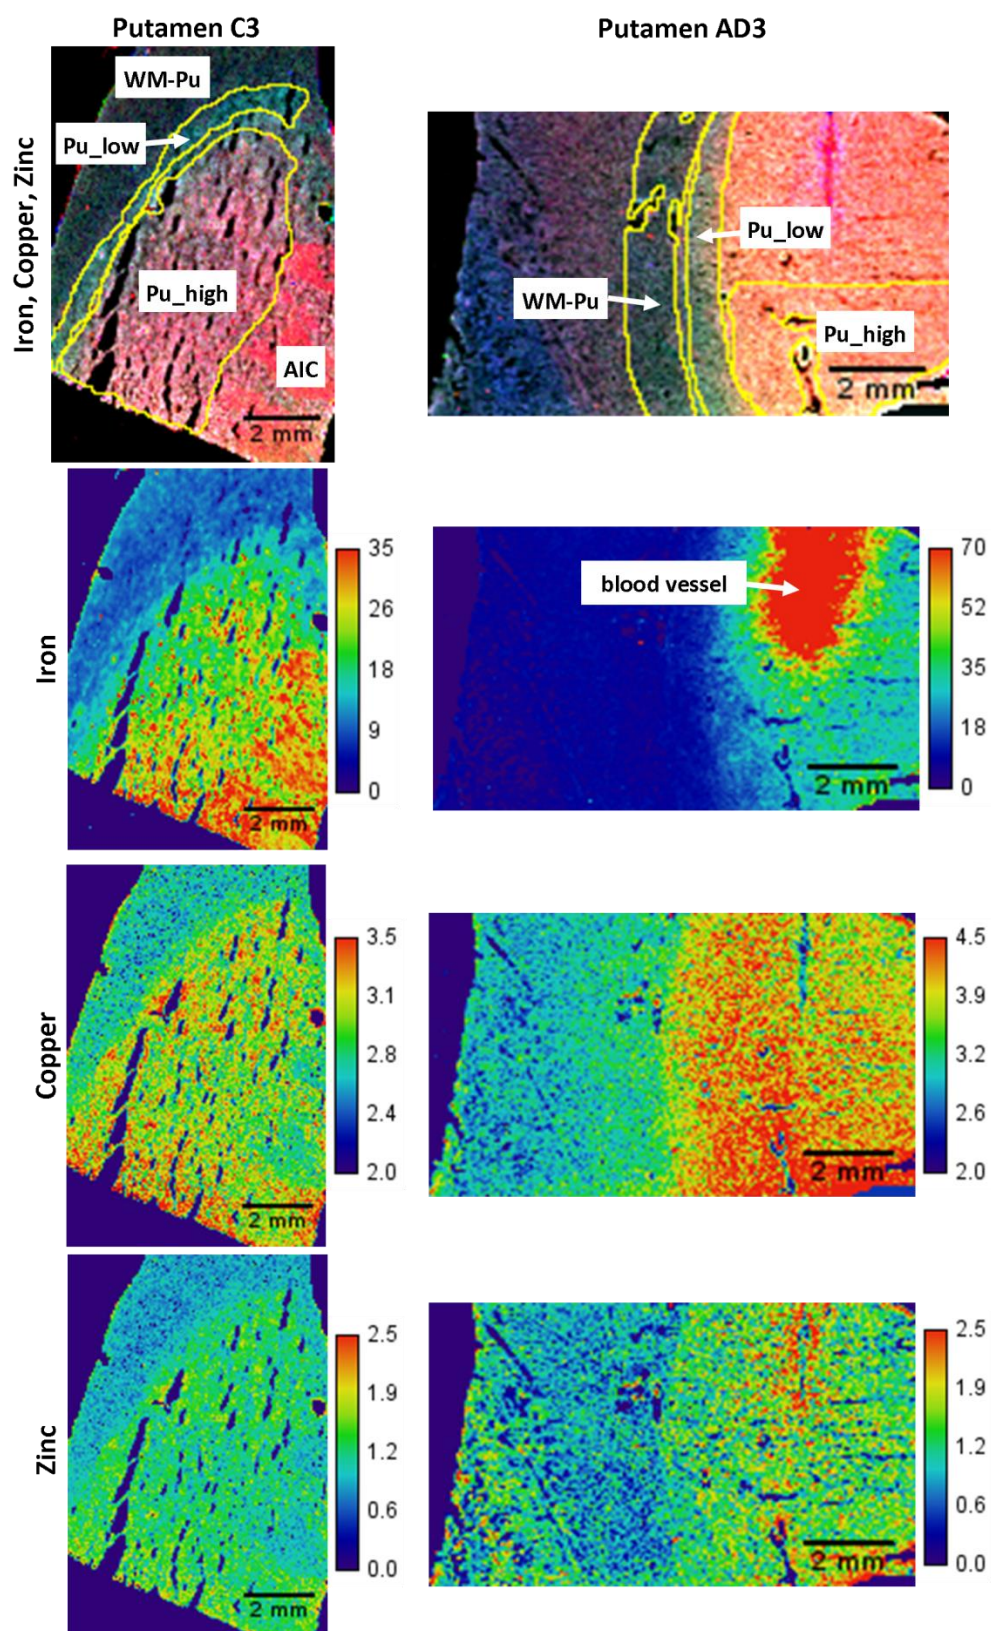 Putamen C3
Putamen AD3
Iron, Copper, Zinc
WM-Pu
Pu_low
Pu_high
AIC
2 mm
Pu_low
WM-Pu
Pu_high
2 mm
Iron
35
26
18
9
0
2 mm
blood vessel
70
52
35
18
0
2 mm
Copper
3.5
3.1
2.8
2.4
2.0
2 mm
4.5
3.9
3.2
2.6
2.0
2 mm
Zinc
2.5
1.9
1.2
0.6
0.0
2 mm
2.5
1.9
1.2
0.6
0.0
2 mm